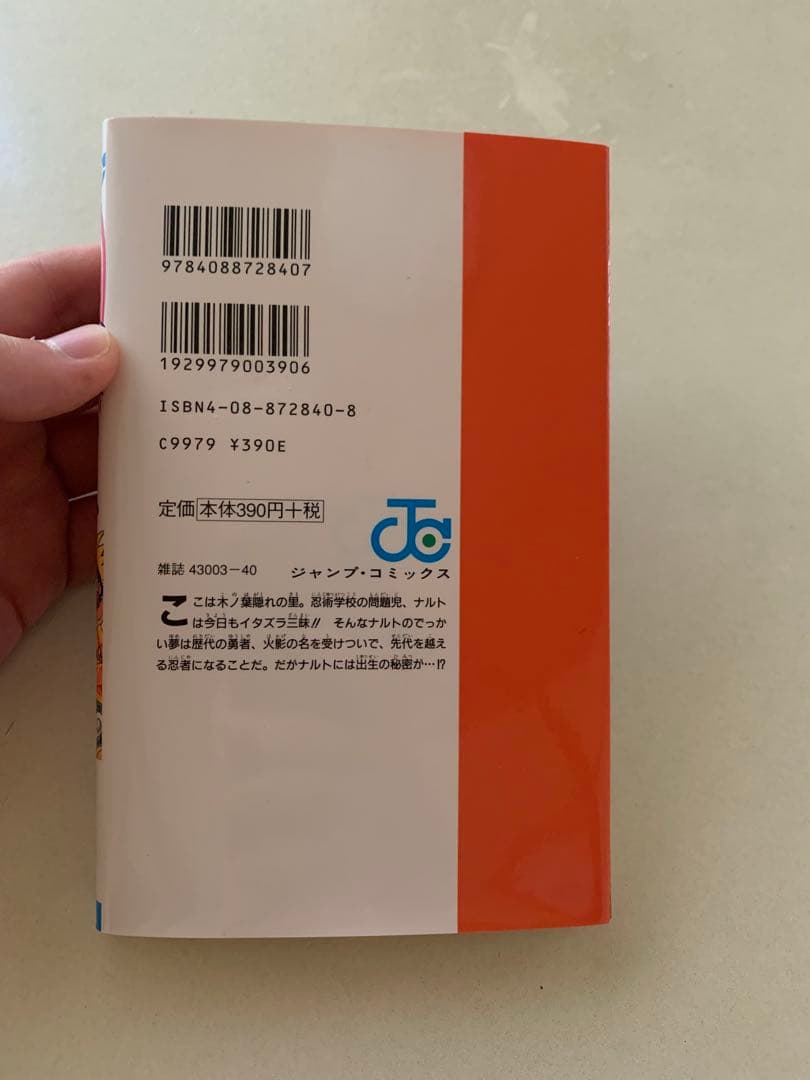 9784088728407
1929979003906
ISBN4-08-872840-8
C9979 ¥390E
定価 本体390円+税
雑誌 43003-40
ジャンプ・コミックス
ここは木ノ葉隠れの里。忍術学校の問題児、ナルト
は今日もイタズラ三昧!! そんなナルトのでっか
い夢は歴代の勇者、火影の名を受けついで、先代を越え
る忍者になることだ。だがナルトには出生の秘密が…!?